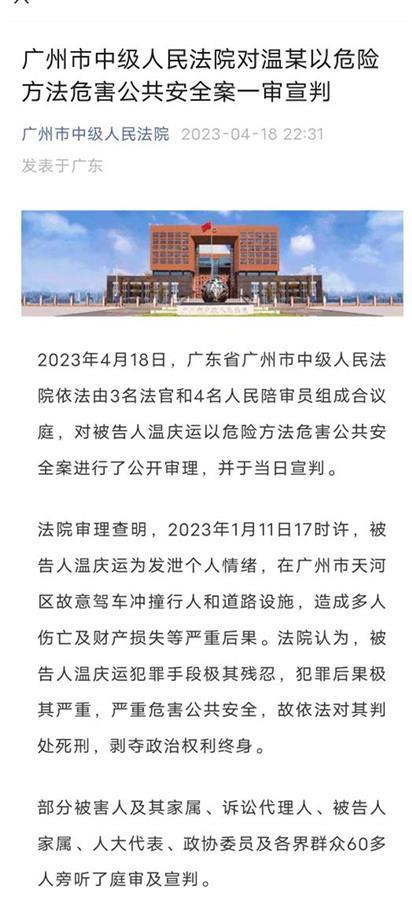 广州市中级人民法院对温某以危险
方法危害公共安全案一审宣判
广州市中级人民法院 2023-04-18 22:31
发表于广东
2023年4月18日，广东省广州市中级人民法
院依法由3名法官和4名人民陪审员组成合议
庭，对被告人温庆运以危险方法危害公共安
全案进行了公开审理，并于当日宣判。
法院审理查明，2023年1月11日17时许，被
告人温庆运为发泄个人情绪，在广州市天河
区故意驾车冲撞行人和道路设施，造成多人
伤亡及财产损失等严重后果。法院认为，被
告人温庆运犯罪手段极其残忍，犯罪后果极
其严重，严重危害公共安全，故依法对其判
处死刑，剥夺政治权利终身。
部分被害人及其家属、诉讼代理人、被告人
家属、人大代表、政协委员及各界群众60多
人旁听了庭审及宣判。